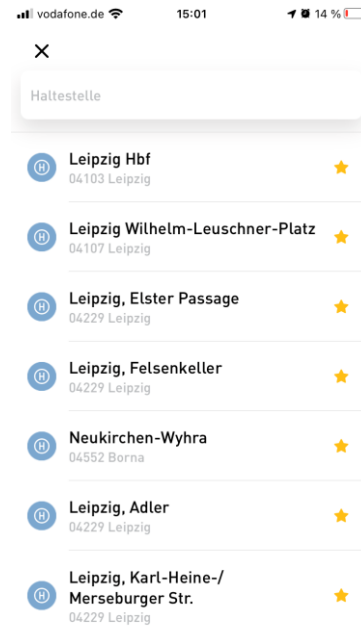 vodafone.de
15:01
14 %
Haltestelle
H
Leipzig Hbf
04103 Leipzig
H
Leipzig Wilhelm-Leuschner-Platz
04107 Leipzig
H
Leipzig, Elster Passage
04229 Leipzig
H
Leipzig, Felsenkeller
04229 Leipzig
H
Neukirchen-Wyhra
04552 Borna
H
Leipzig, Adler
04229 Leipzig
H
Leipzig, Karl-Heine-/
Merseburger Str.
04229 Leipzig